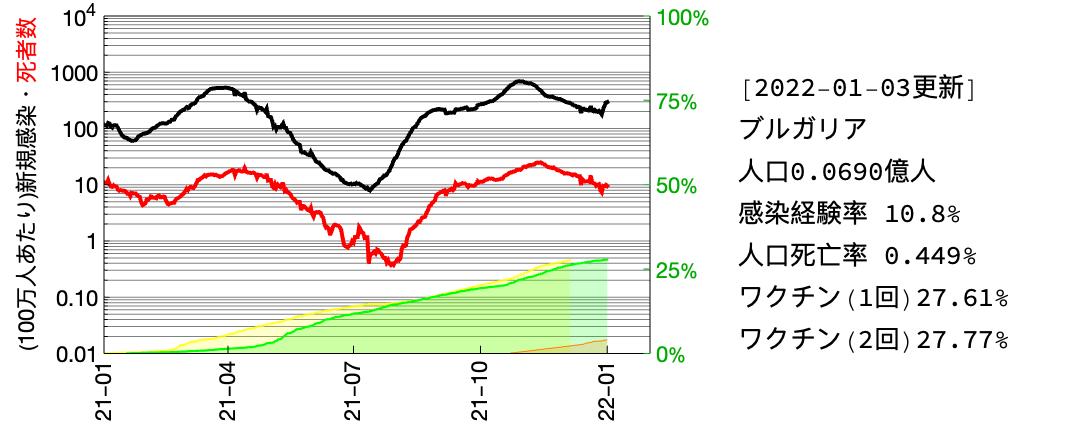 (100万人あたり)新規感染・死者数
10⁴
1000
100
10
1
0.10
0.01
100%
75%
50%
25%
0%
21-01
21-04
21-07
21-10
22-01
[2022-01-03更新]
ブルガリア
人口0.0690億人
感染経験率 10.8%
人口死亡率 0.449%
ワクチン(1回)27.61%
ワクチン(2回)27.77%